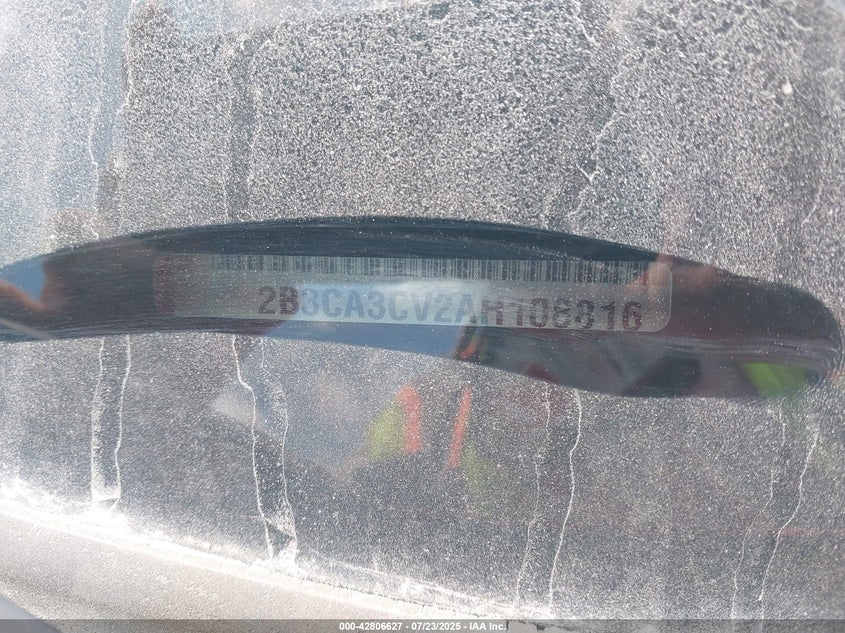 2B3CA3CV2AH108816
000-42806627 - 07/23/2025 - IAA Inc.